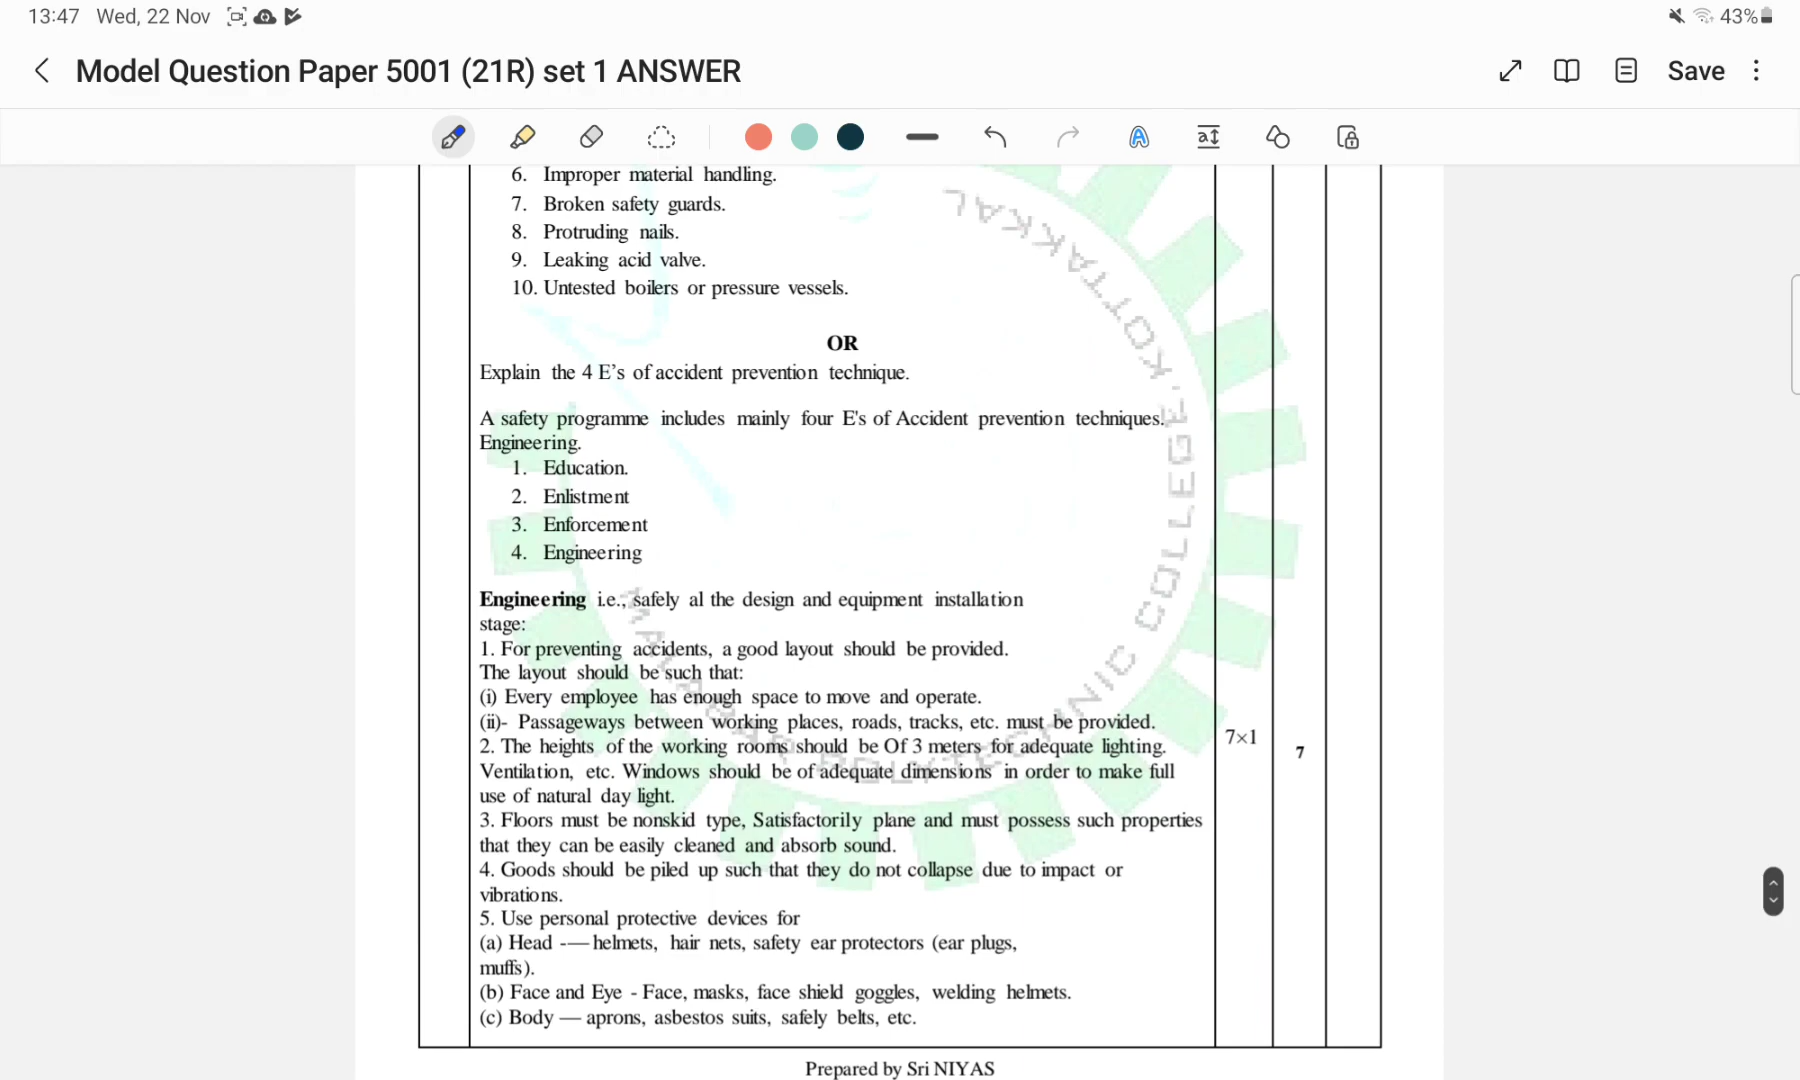 13:47 Wed, 22 Nov
43%
Model Question Paper 5001 (21R) set 1 ANSWER
Save
6. Improper material handling.
7. Broken safety guards.
8. Protruding nails.
9. Leaking acid valve.
10. Untested boilers or pressure vessels.
OR
Explain the 4 E’s of accident prevention technique.
A safety programme includes mainly four E's of Accident prevention techniques.
Engineering.
1. Education.
2. Enlistment
3. Enforcement
4. Engineering
Engineering i.e., safely al the design and equipment installation
stage:
1. For preventing accidents, a good layout should be provided.
The layout should be such that:
(i) Every employee has enough space to move and operate.
(ii)- Passageways between working places, roads, tracks, etc. must be provided.
2. The heights of the working rooms should be Of 3 meters for adequate lighting.
Ventilation, etc. Windows should be of adequate dimensions in order to make full
use of natural day light.
3. Floors must be nonskid type, Satisfactorily plane and must possess such properties
that they can be easily cleaned and absorb sound.
4. Goods should be piled up such that they do not collapse due to impact or
vibrations.
5. Use personal protective devices for
(a) Head -— helmets, hair nets, safety ear protectors (ear plugs,
muffs).
(b) Face and Eye - Face, masks, face shield goggles, welding helmets.
(c) Body — aprons, asbestos suits, safely belts, etc.
7×1
7
POLYTECHNIC COLLEGE, KOTTAKKAL
Prepared by Sri NIYAS